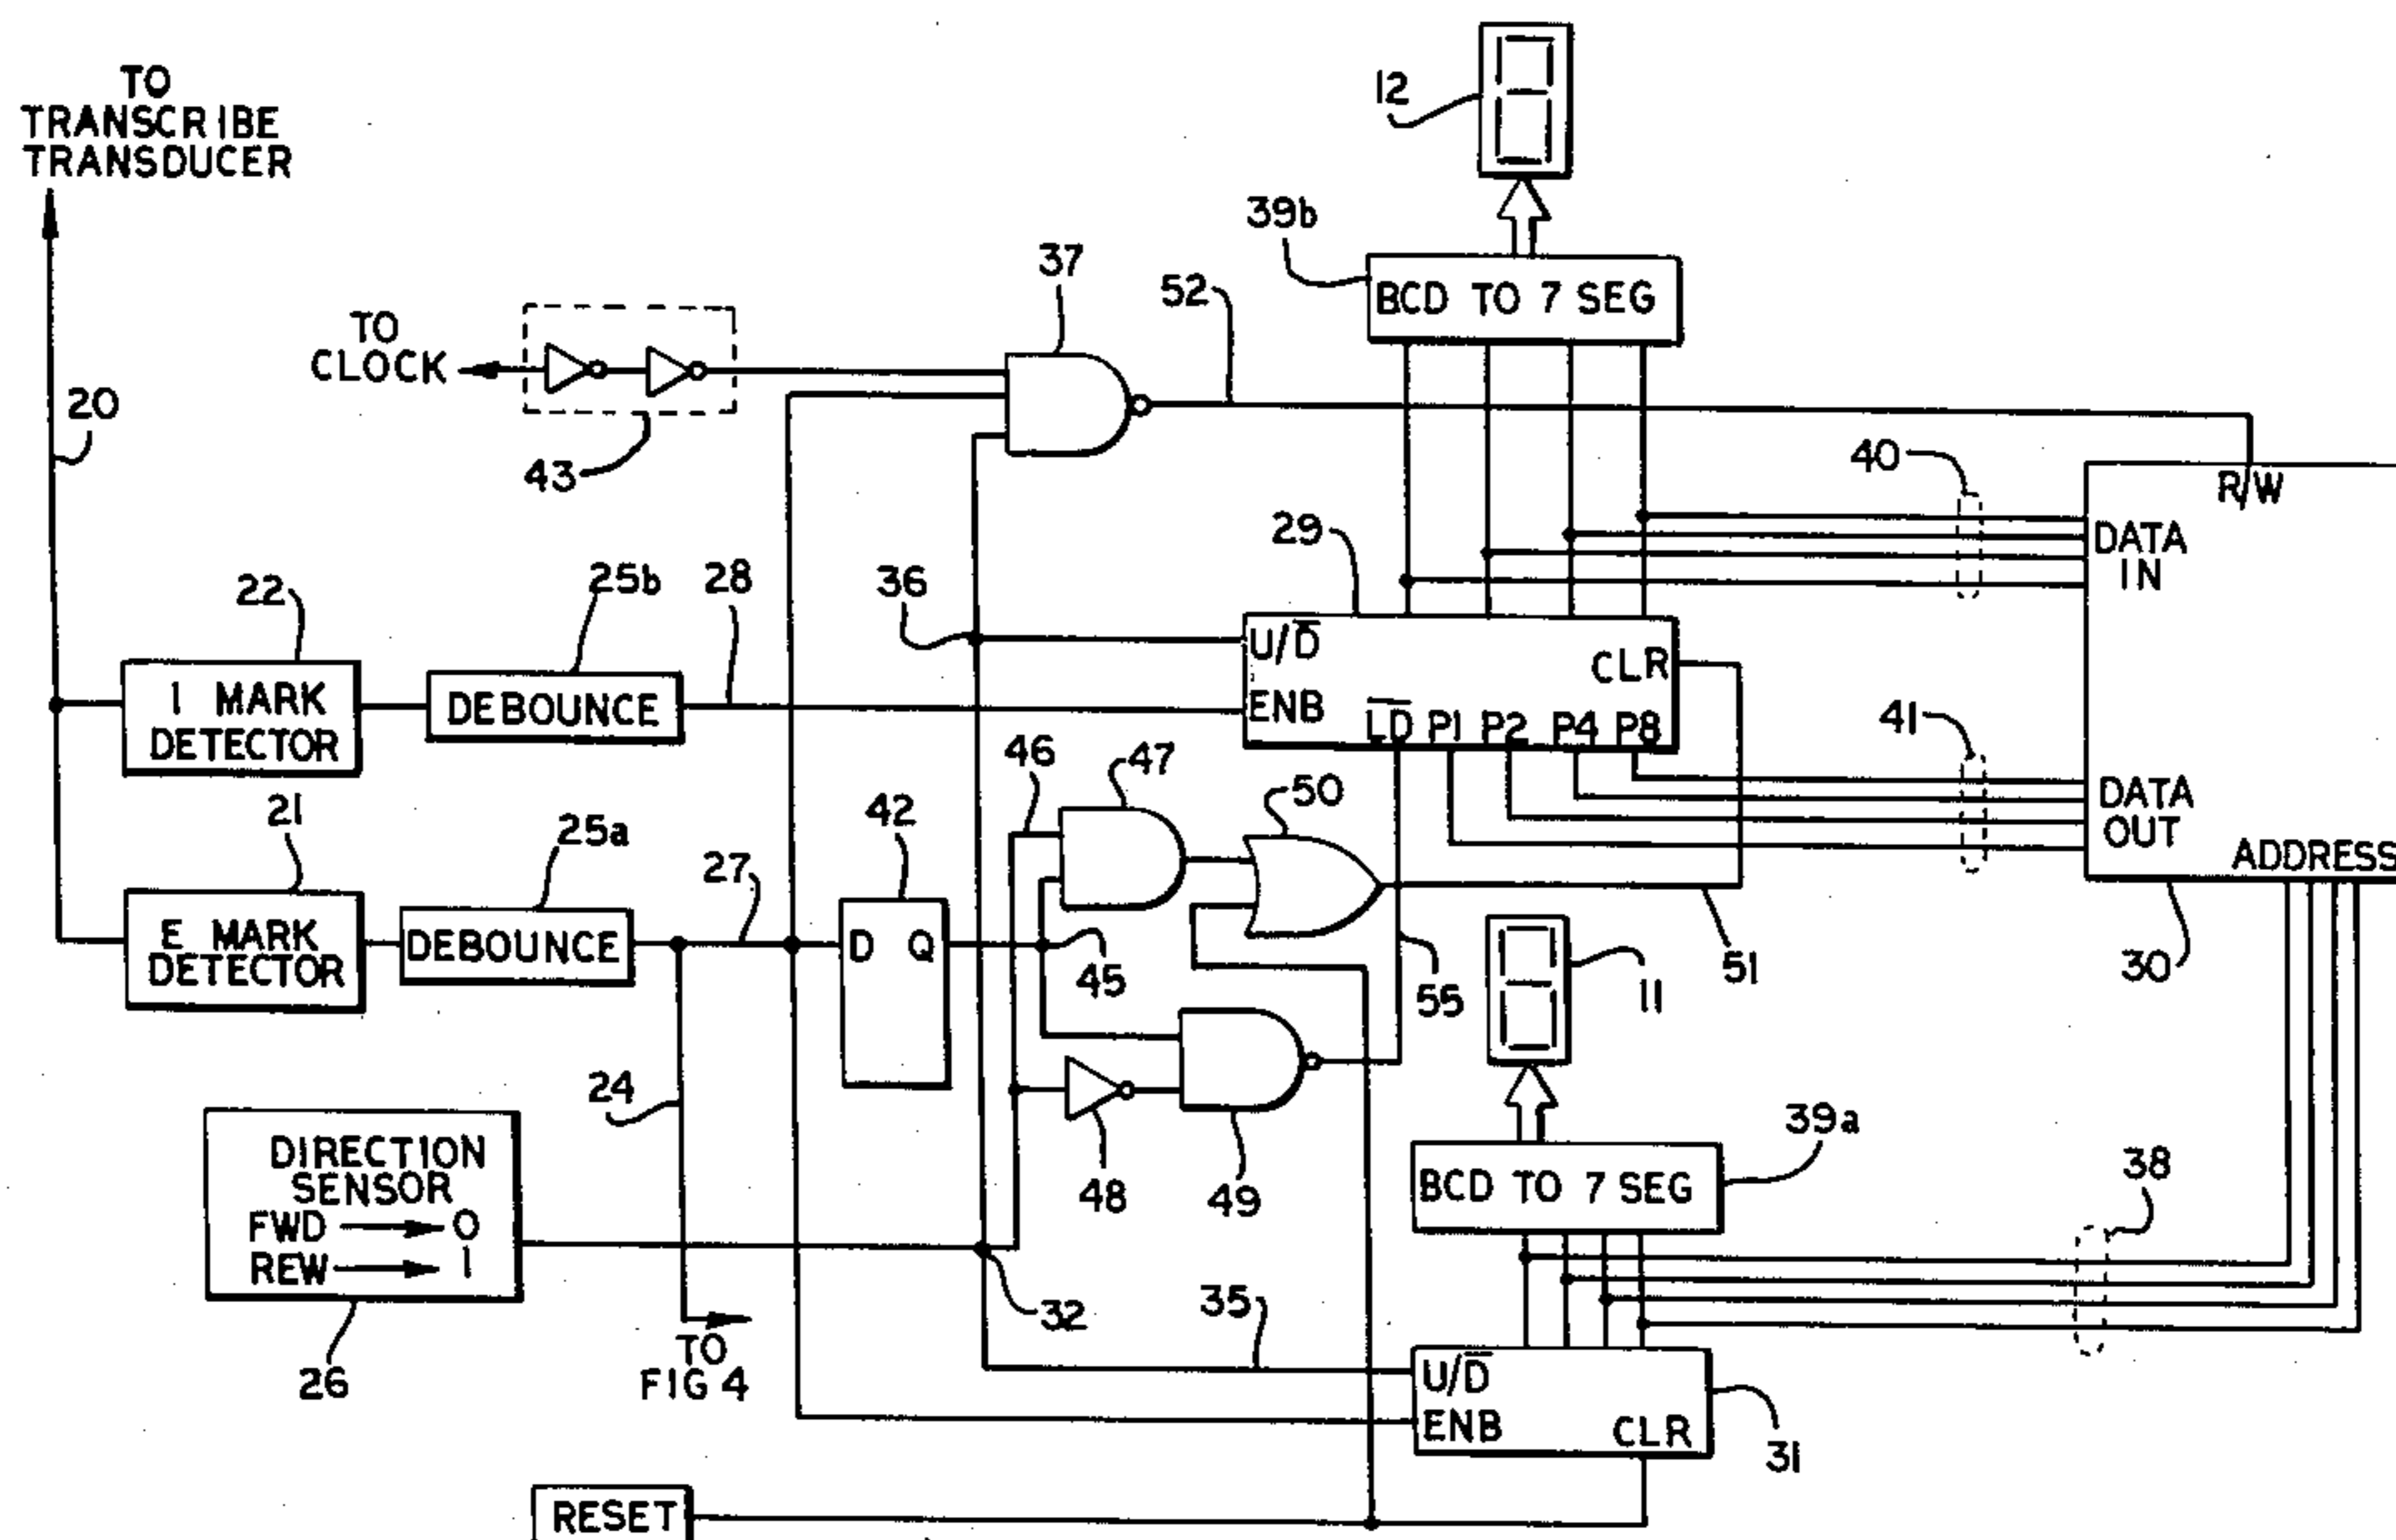 TO
TRANSCRIBE
TRANSDUCER
12
39b
BCD TO 7 SEG
37
52
TO
CLOCK
20
43
40
R/W
DATA
IN
29
36
28
25b
22
U/D̅
CLR
ENB
L̅D̅ P1 P2 P4 P8
1 MARK
DETECTOR
DEBOUNCE
41
DATA
OUT
ADDRESS
46
47
50
42
21
25a
27
E MARK
DETECTOR
DEBOUNCE
D Q
45
55
11
51
30
24
48
49
39a
BCD TO 7 SEG
38
DIRECTION
SENSOR
FWD 0
REW 1
26
TO
FIG 4
32
35
U/D̅
ENB
CLR
31
RESET